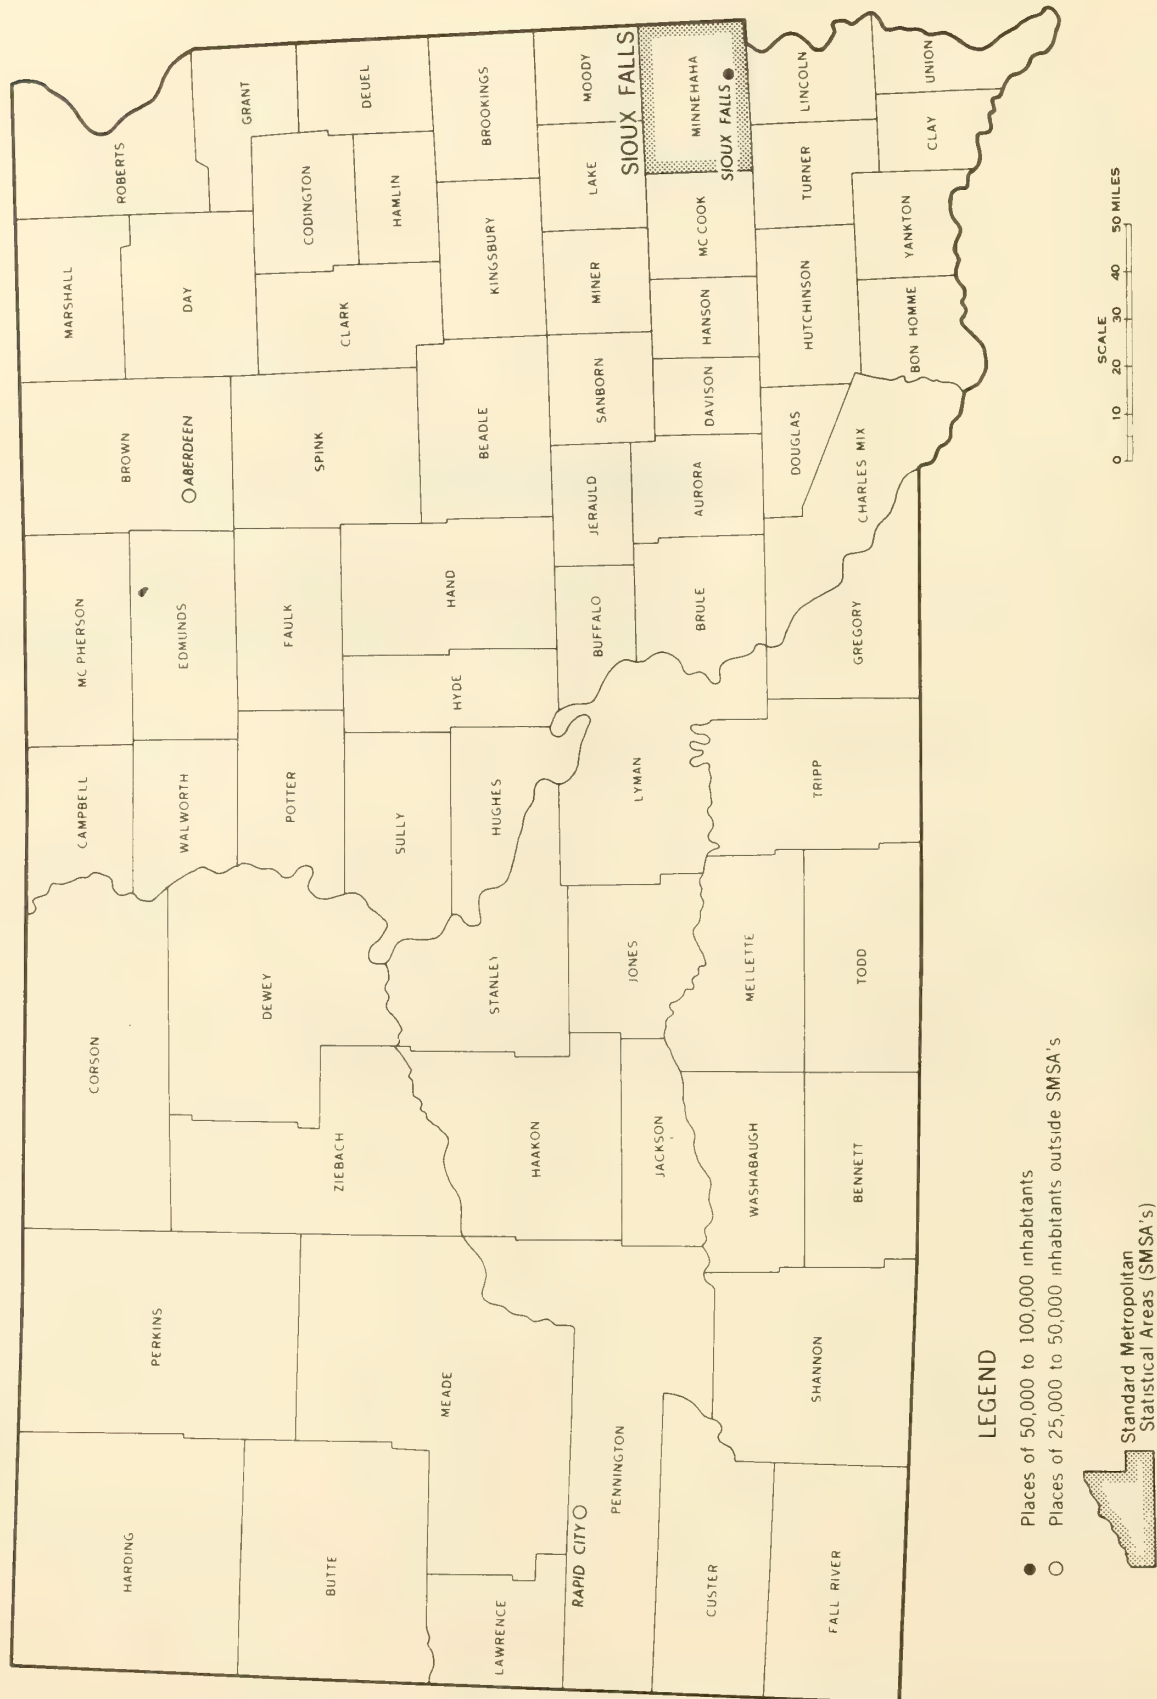 HARDING
PERKINS
CORSON
CAMPBELL
MC PHERSON
BROWN
MARSHALL
ROBERTS
BUTTE
MEADE
ZIEBACH
DEWEY
WALWORTH
EDMUNDS
ABERDEEN
DAY
GRANT
POTTER
FAULK
SPINK
CLARK
CODINGTON
DEUEL
HAMLIN
LAWRENCE
HAAKON
STANLEY
SULLY
HYDE
HAND
BEADLE
KINGSBURY
BROOKINGS
HUGHES
RAPID CITY
PENNINGTON
JACKSON
JONES
LYMAN
BUFFALO
JERAULD
SANBORN
MINER
LAKE
MOODY
SIOUX FALLS
CUSTER
SHANNON
WASHABAUGH
MELLETTE
BRULE
AURORA
DAVISON
HANSON
MC COOK
MINNEHAHA
SIOUX FALLS
FALL RIVER
BENNETT
TODD
TRIPP
GREGORY
CHARLES MIX
DOUGLAS
HUTCHINSON
TURNER
LINCOLN
BON HOMME
YANKTON
CLAY
UNION
LEGEND
Places of 50,000 to 100,000 inhabitants
Places of 25,000 to 50,000 inhabitants outside SMSA's
Standard Metropolitan
Statistical Areas (SMSA's)
SCALE
0 10 20 30 40 50 MILES